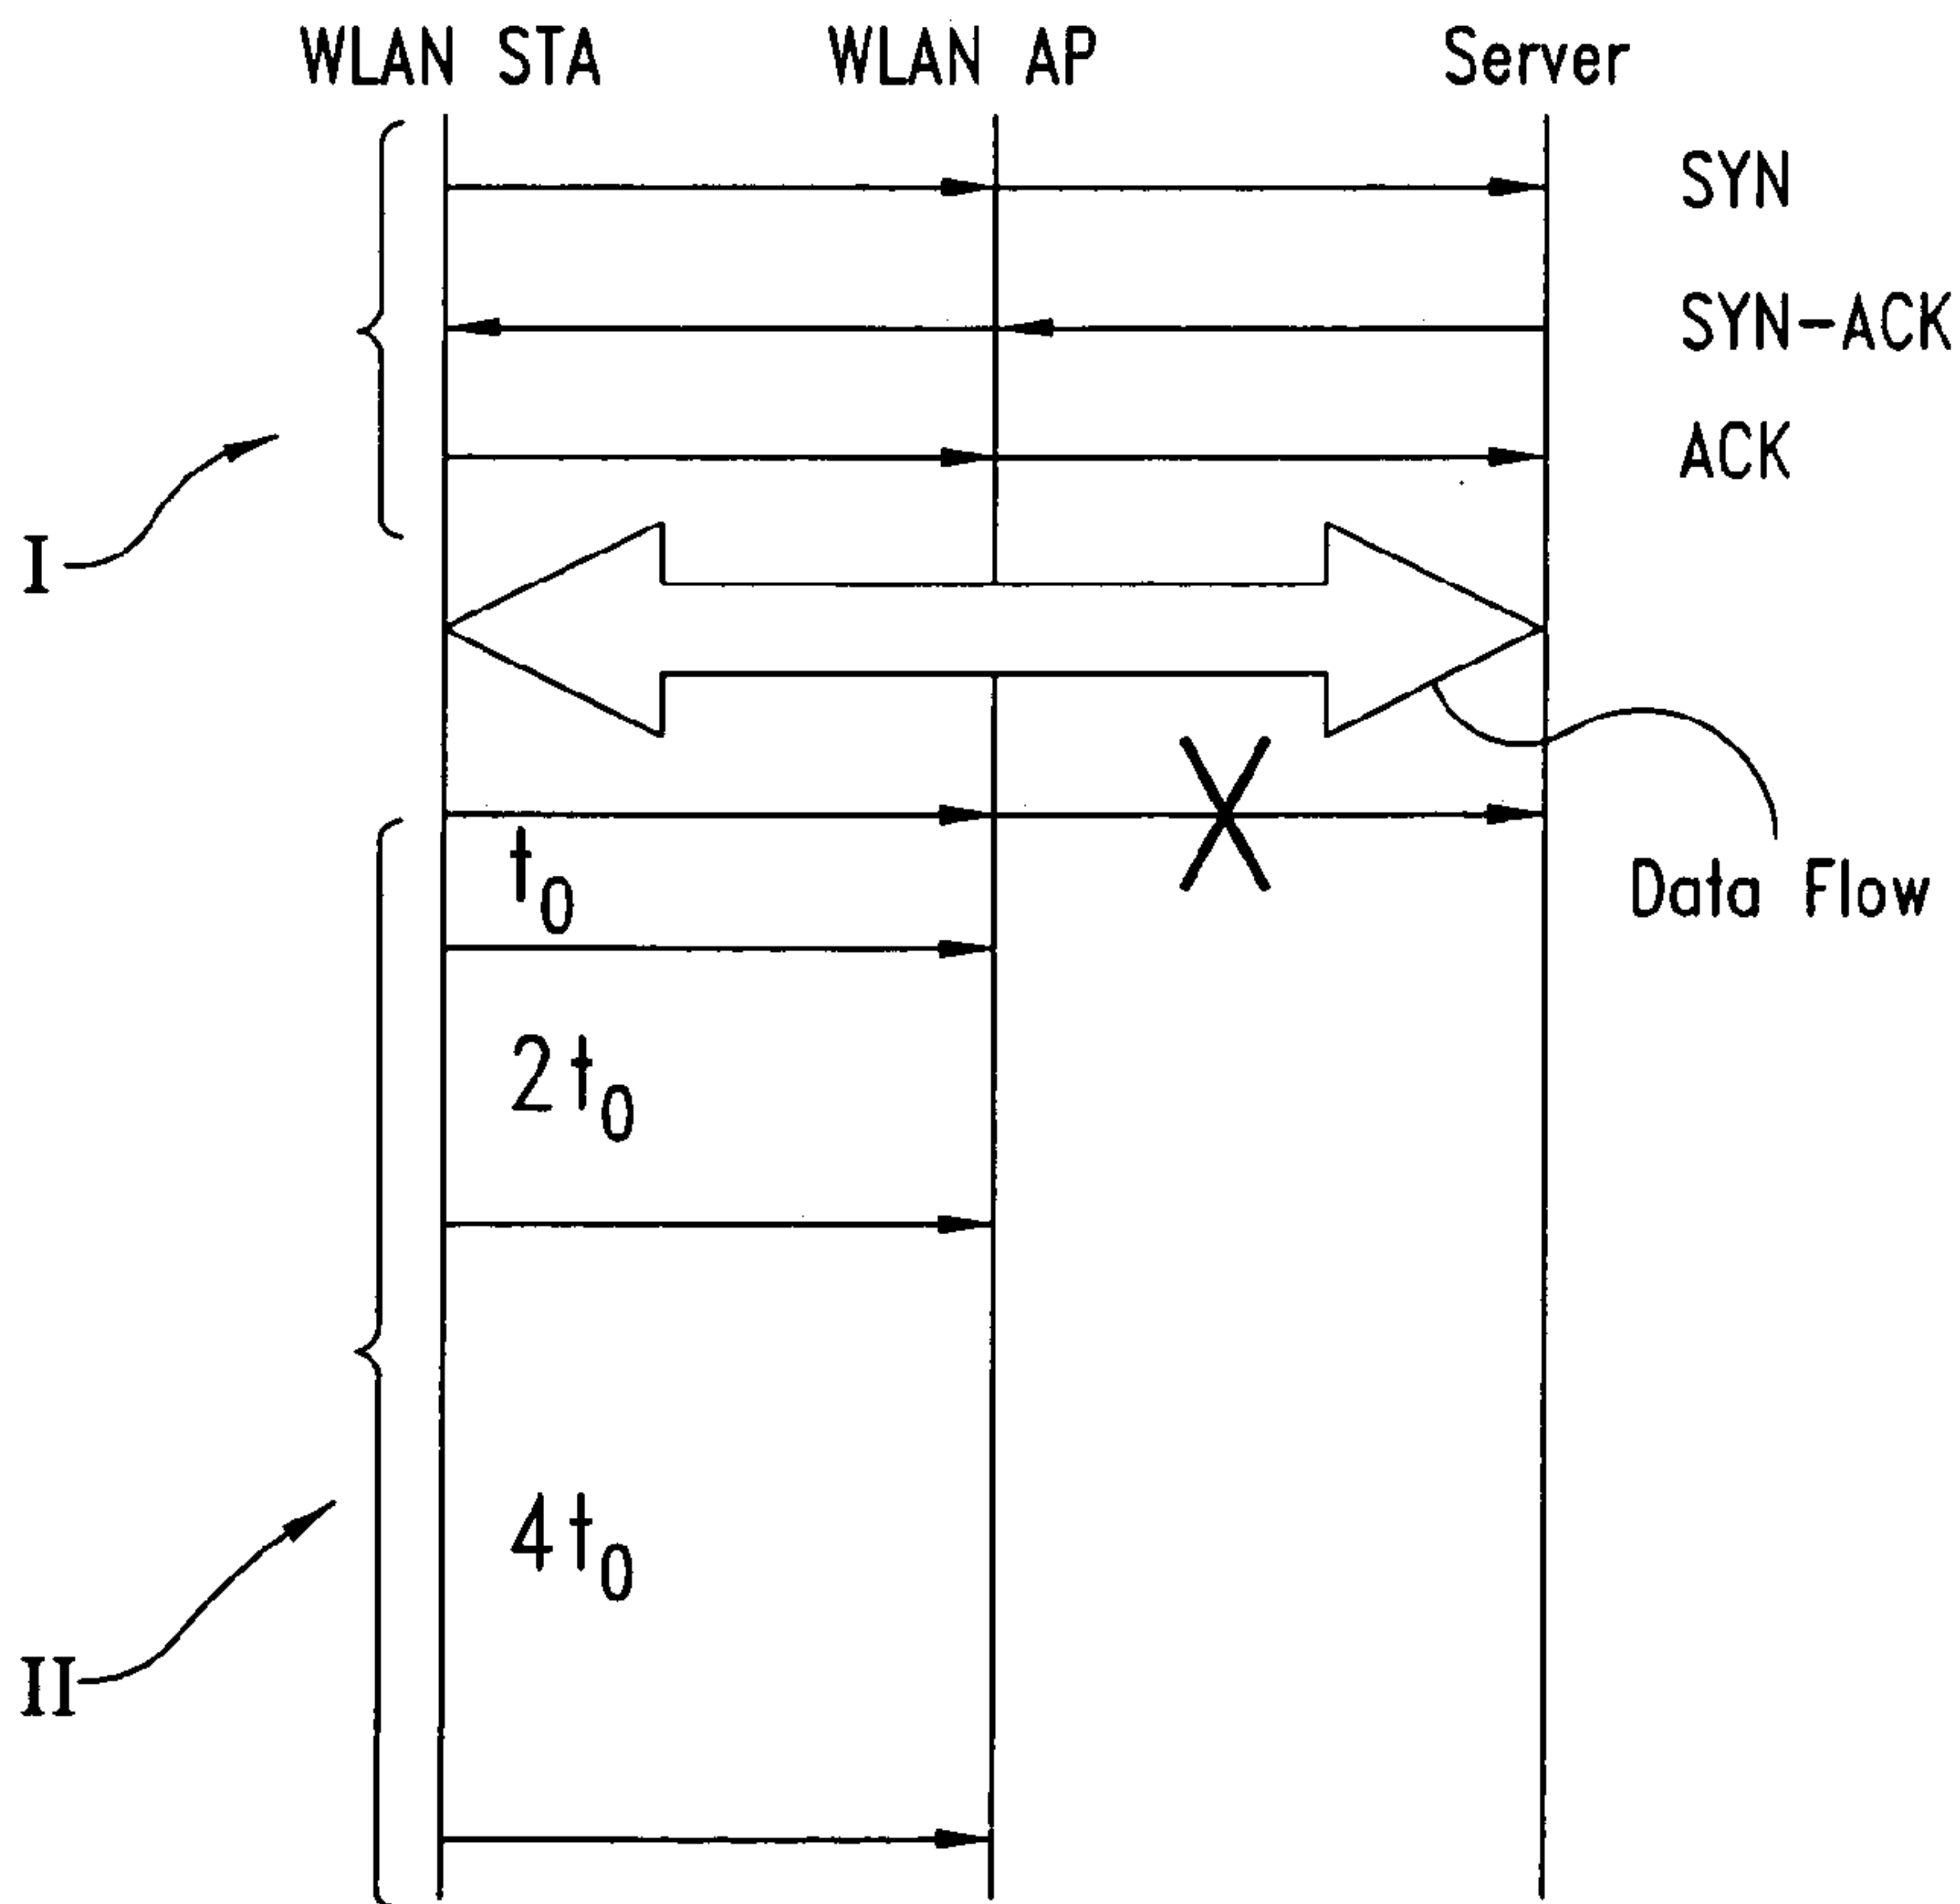 WLAN STA WLAN AP Server
SYN
SYN-ACK
ACK
I
t0
Data Flow
2t0
4t0
II